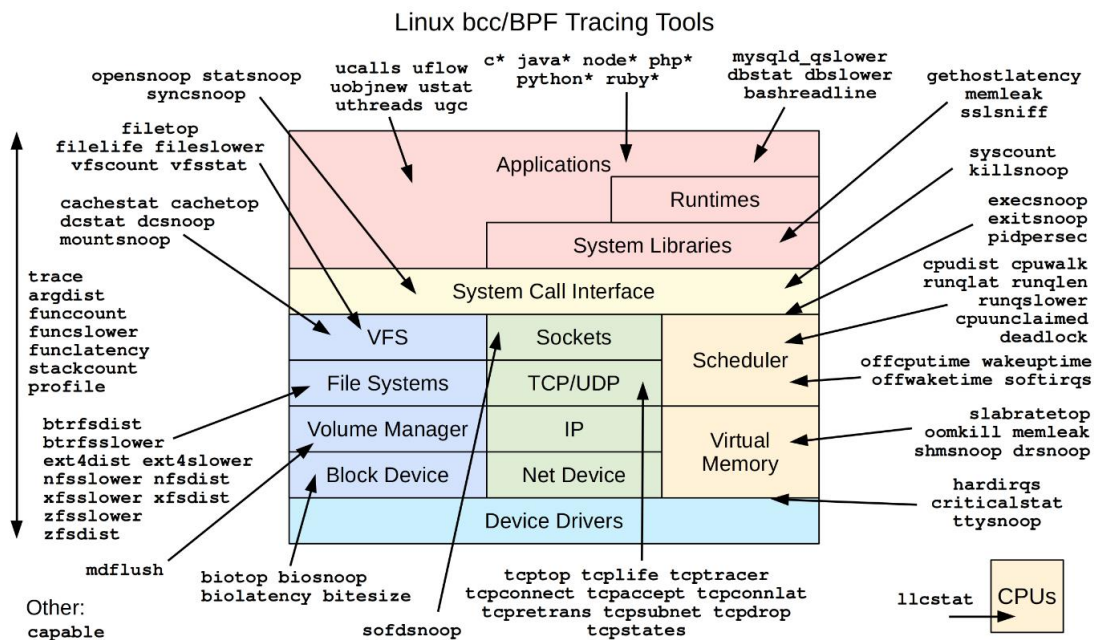 Linux bcc/BPF Tracing Tools
opensnoop statsnoop
syncsnoop
ucalls uflow
uobjnew ustat
uthreads ugc
c* java* node* php*
python* ruby*
mysqld_qslower
dbstat dbslower
bashreadline
gethostlatency
memleak
sslsniff
filetop
filelife fileslower
vfscount vfsstat
syscount
killsnoop
cachestat cachetop
dcstat dcsnoop
mountsnoop
execsnoop
exitsnoop
pidpersec
trace
argdist
funccount
funcslower
funclatency
stackcount
profile
cpudist cpuwalk
runqlat runqlen
runqslower
cpuunclaimed
deadlock
offcputime wakeuptime
offwaketime softirqs
btrfsdist
btrfsslower
ext4dist ext4slower
nfsslower nfsdist
xfsslower xfsdist
zfsslower
zfsdist
slabratetop
oomkill memleak
shmsnoop drsnoop
hardirqs
criticalstat
ttysnoop
Applications
Runtimes
System Libraries
System Call Interface
VFS
Sockets
Scheduler
File Systems
TCP/UDP
Volume Manager
IP
Virtual
Memory
Block Device
Net Device
Device Drivers
mdflush
biotop biosnoop
biolatency bitesize
sofdsnoop
tcptop tcplife tcptracer
tcpconnect tcpaccept tcpconnlat
tcpretrans tcpsubnet tcpdrop
tcpstates
llcstat
CPUs
Other:
capable